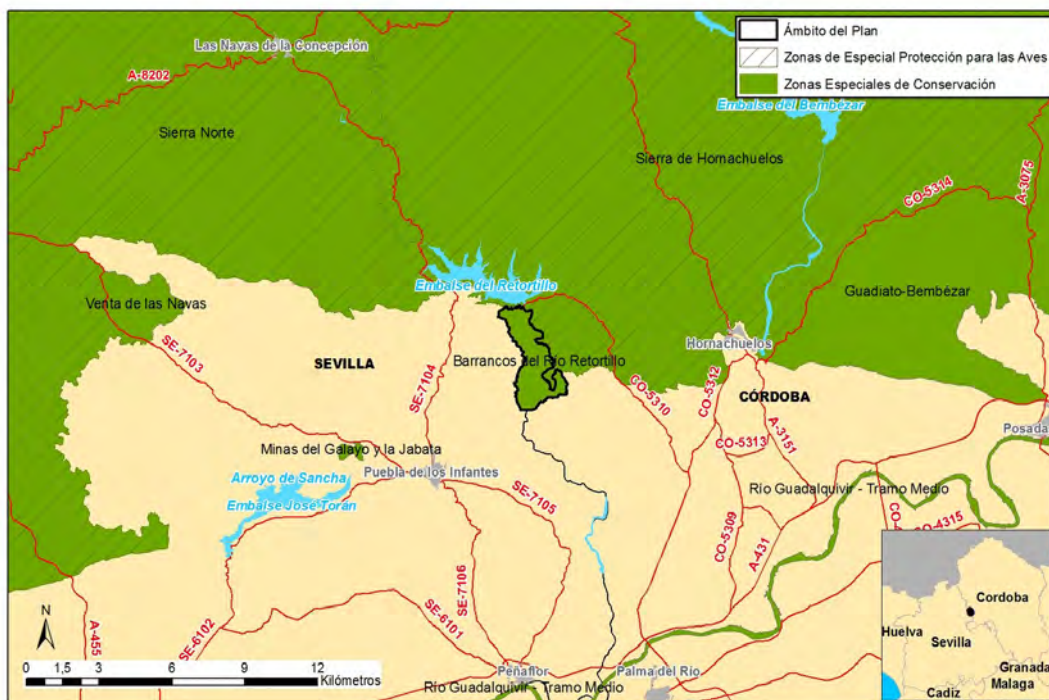 Ámbito del Plan
Zonas de Especial Protección para las Aves
Zonas Especiales de Conservación
Las Navas de la Concepción
A-8202
Sierra Norte
Embalse del Bembézar
Sierra de Hornachuelos
CO-5314
A-3075
Embalse del Retortillo
Guadiato-Bembézar
Venta de las Navas
Hornachuelos
SE-7103
SEVILLA
SE-7104
Barrancos del Río Retortillo
CO-5310
CO-5312
CÓRDOBA
CO-5313
A-3151
Posada
Minas del Galayo y la Jabata
Puebla de los Infantes
Arroyo de Sancha
Embalse José Torán
SE-7105
Río Guadalquivir - Tramo Medio
CO-5309
A-431
CO-4315
SE-7106
SE-6101
SE-6102
A-455
N
0 1,5 3 6 9 12
Kilómetros
Peñaflor
Palma del Río
Río Guadalquivir - Tramo Medio
Cordoba
Huelva
Sevilla
Granada
Malaga
Cadiz